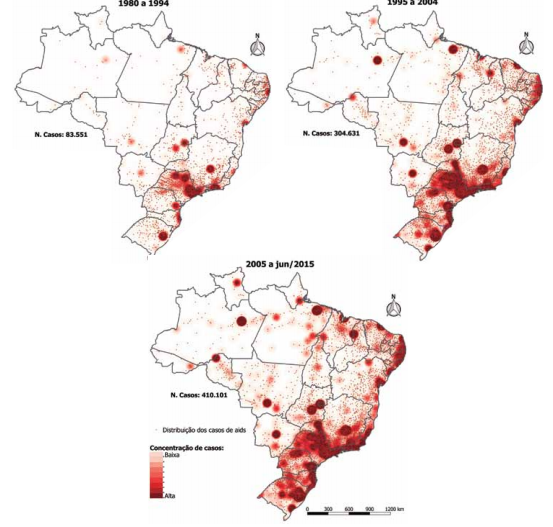 1980 a 1994
N
N. Casos: 83.551
1995 a 2004
N
N. Casos: 304.631
2005 a jun/2015
N
N. Casos: 410.101
Distribuição dos casos de aids
Concentração de casos:
Baixa
Alta
0 300 600 900 1200 km